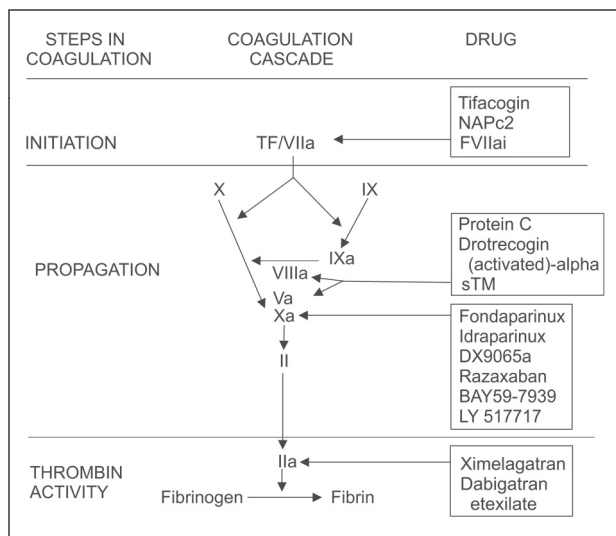 STEPS IN
COAGULATION
COAGULATION
CASCADE
DRUG
INITIATION
TF/VIIa
Tifacogin
NAPc2
FVIIai
PROPAGATION
X
IX
IXa
VIIIa
Va
Xa
II
Protein C
Drotrecogin
(activated)-alpha
sTM
Fondaparinux
Idraparinux
DX9065a
Razaxaban
BAY59-7939
LY 517717
THROMBIN
ACTIVITY
IIa
Fibrinogen
Fibrin
Ximelagatran
Dabigatran
etexilate